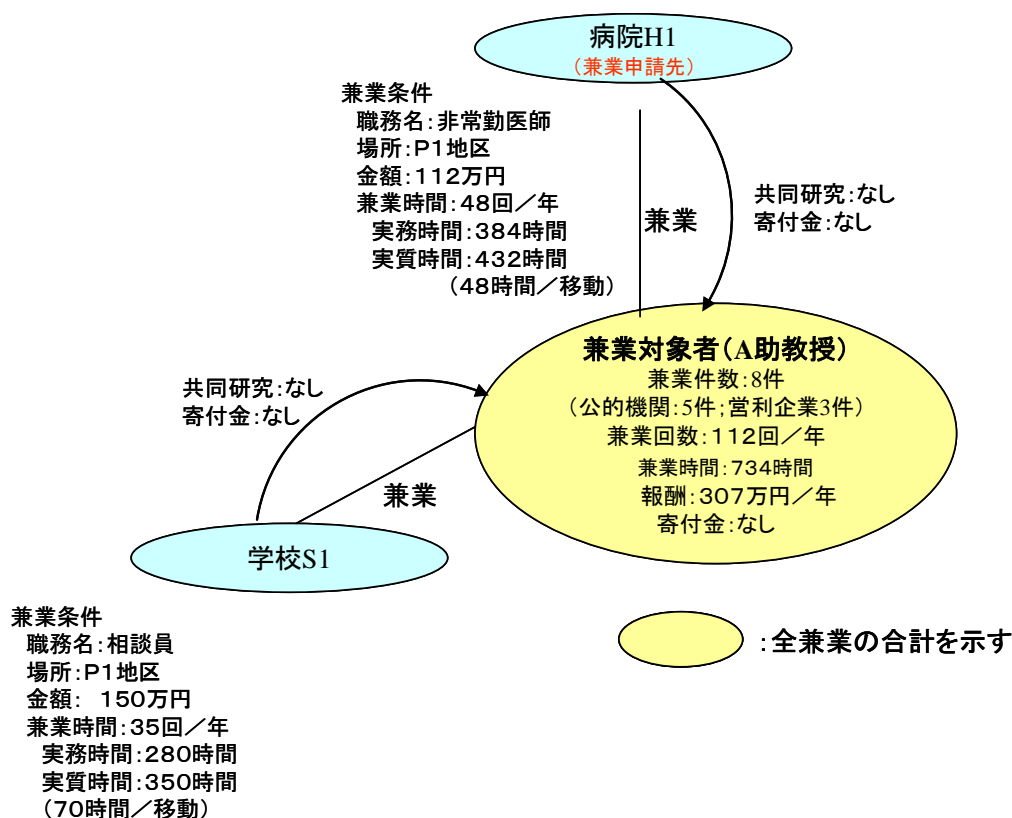 病院H1
（兼業申請先）
兼業条件
職務名：非常勤医師
場所：P1地区
金額：112万円
兼業時間：48回／年
実務時間：384時間
実質時間：432時間
（48時間／移動）
兼業
共同研究：なし
寄付金：なし
兼業対象者（A助教授）
兼業件数：8件
（公的機関：5件；営利企業3件）
兼業回数：112回／年
兼業時間：734時間
報酬：307万円／年
寄付金：なし
共同研究：なし
寄付金：なし
兼業
学校S1
兼業条件
職務名：相談員
場所：P1地区
金額：　150万円
兼業時間：35回／年
実務時間：280時間
実質時間：350時間
（70時間／移動）
：全兼業の合計を示す